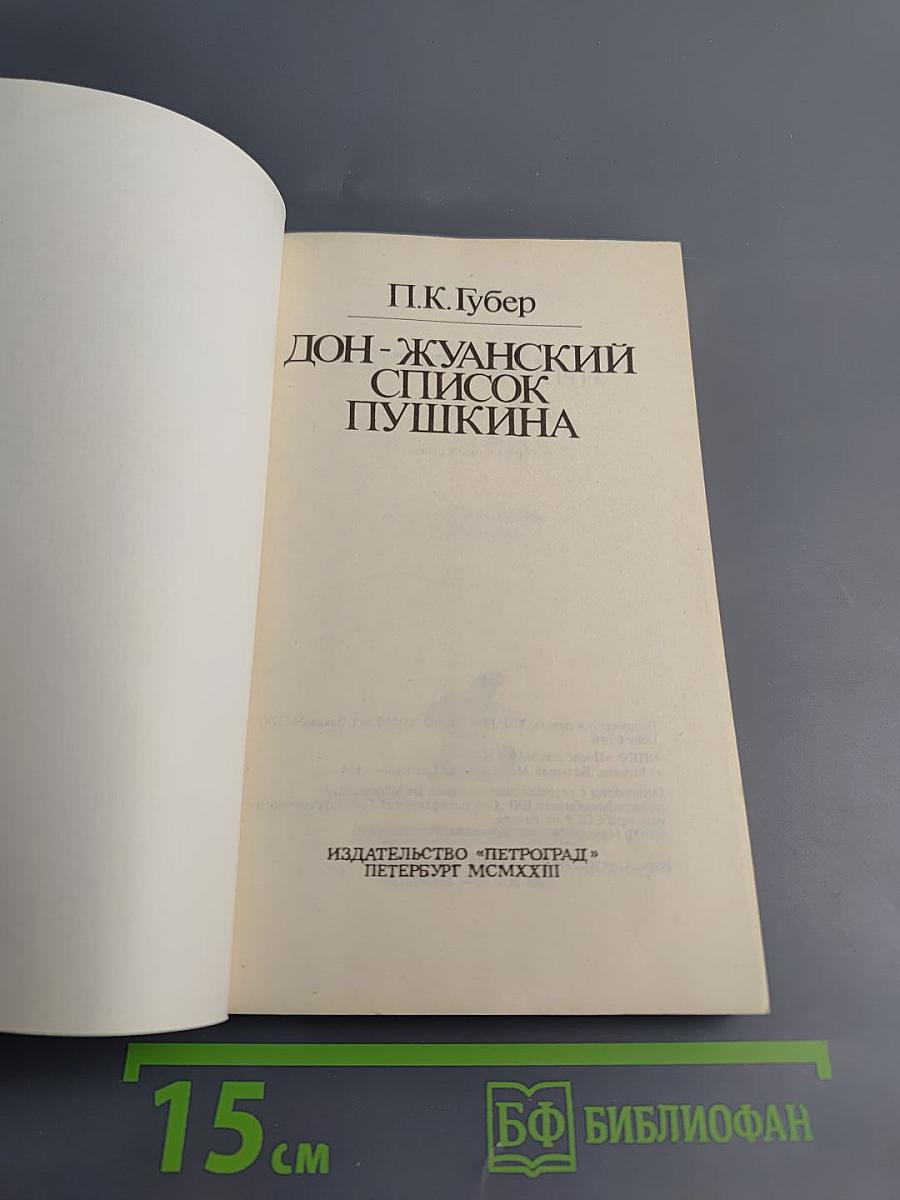 П.К.Губер
ДОН-ЖУАНСКИЙ
СПИСОК
ПУШКИНА
ИЗДАТЕЛЬСТВО «ПЕТРОГРАД»
ПЕТЕРБУРГ MCMXXIII
15 см
БФ БИБЛИОФАН